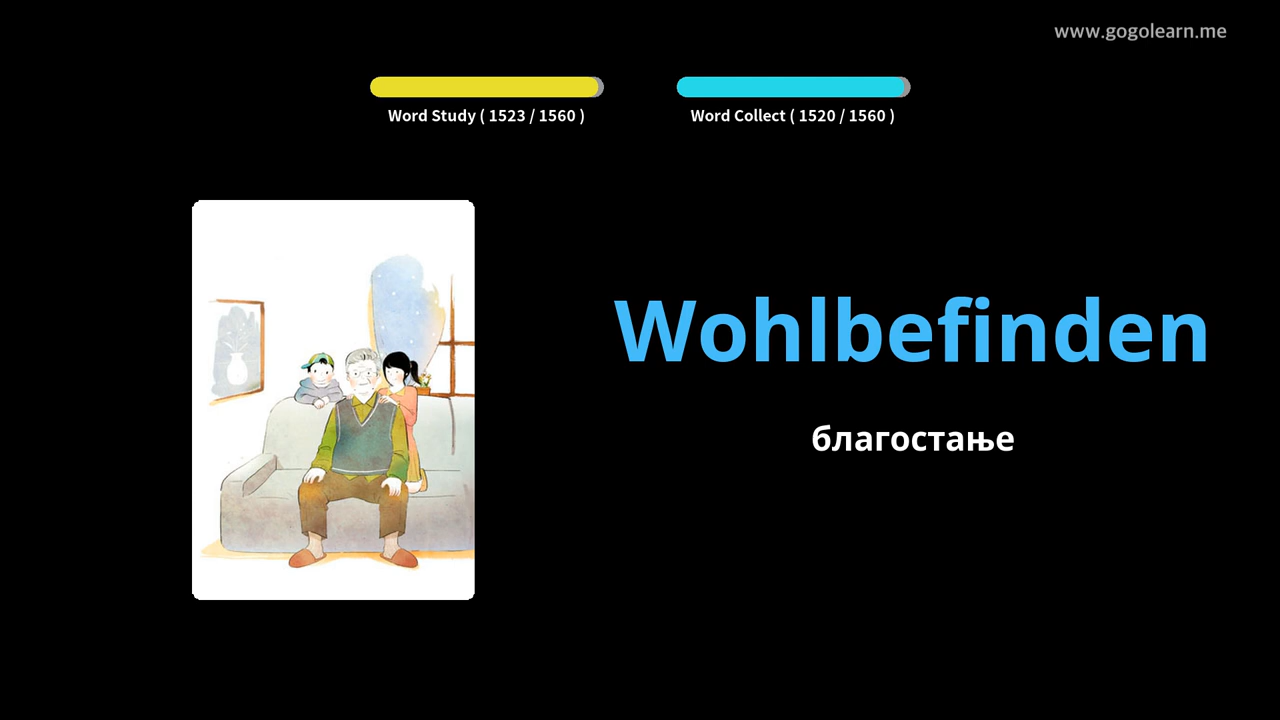 www.gogolearn.me
Word Study ( 1523 / 1560 )
Word Collect ( 1520 / 1560 )
Wohlbefinden
благостање